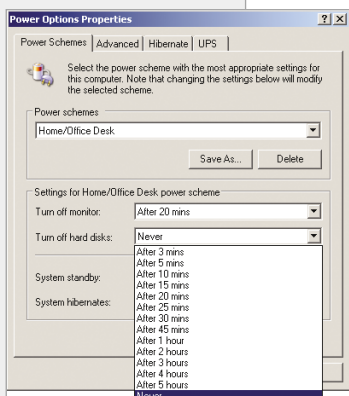 Power Options Properties
Power Schemes Advanced Hibernate UPS
Select the power scheme with the most appropriate settings for
this computer. Note that changing the settings below will modify
the selected scheme.
Power schemes
Home/Office Desk
Save As... Delete
Settings for Home/Office Desk power scheme
Turn off monitor: After 20 mins
Turn off hard disks: Never
After 3 mins
After 5 mins
After 10 mins
After 15 mins
System standby:
After 20 mins
After 25 mins
System hibernates:
After 30 mins
After 45 mins
After 1 hour
After 2 hours
After 3 hours
After 4 hours
After 5 hours
Never